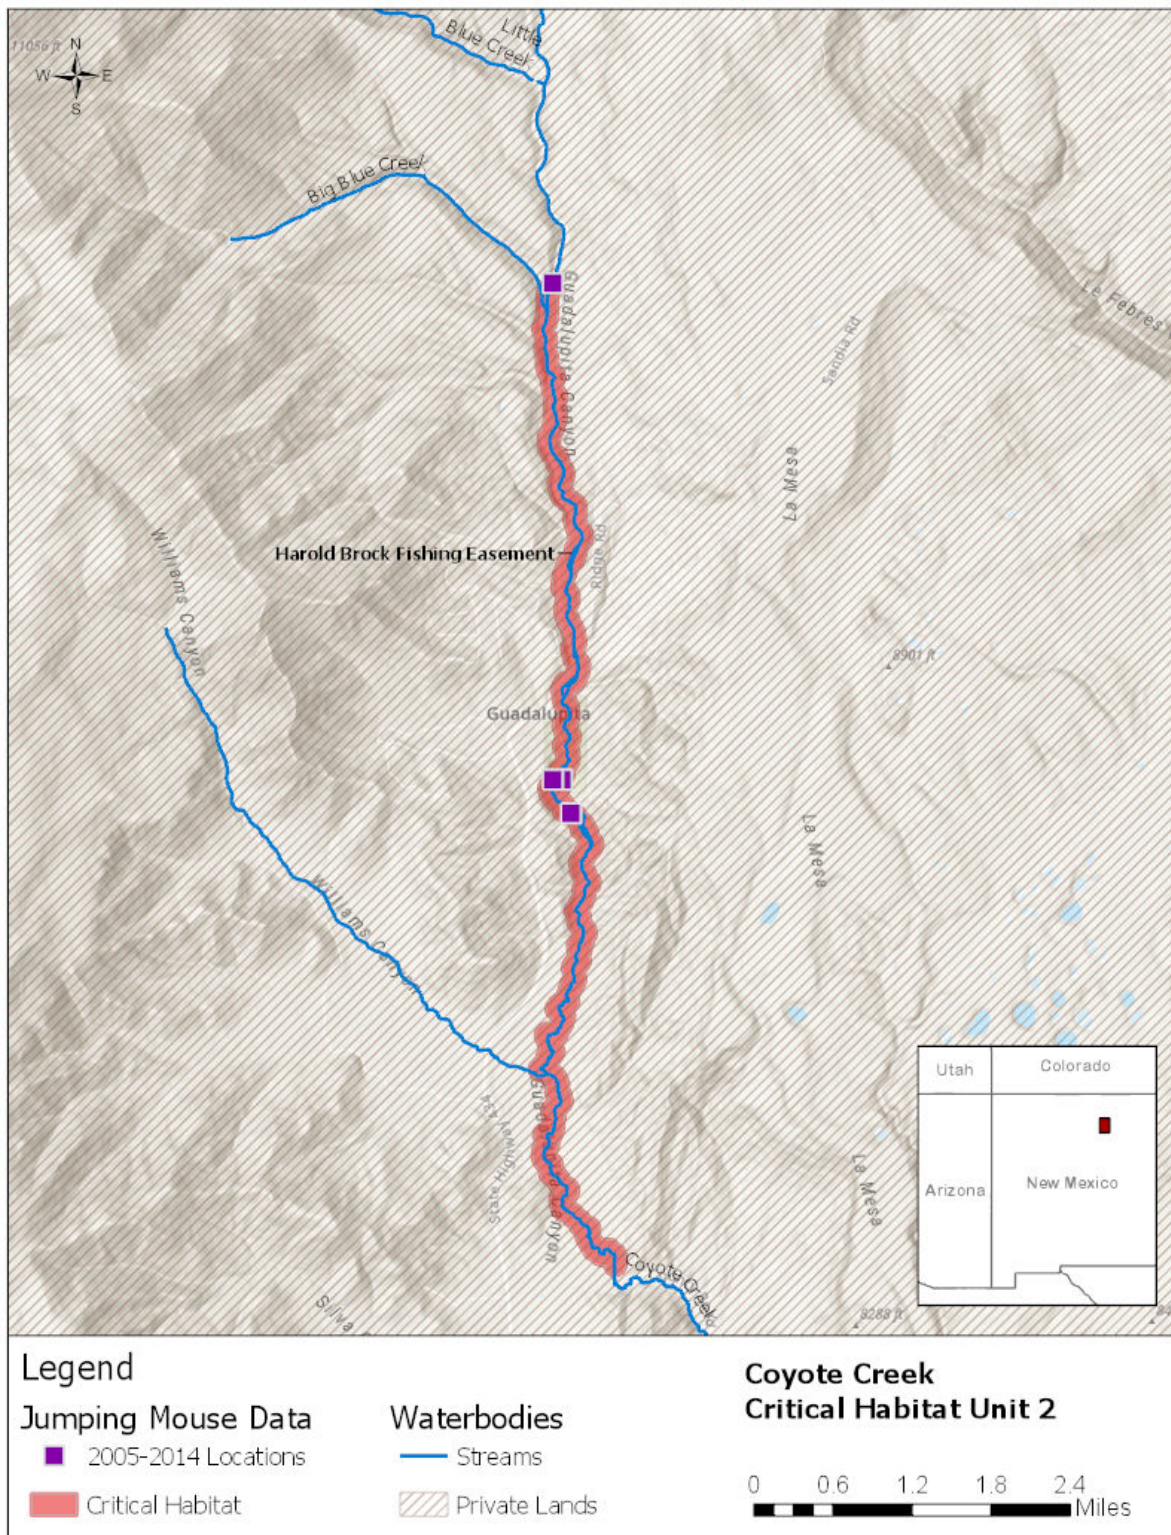 11056 ft
N
W
E
S
Little
Blue Creek
Big Blue Creek
Guadalupita Canyon
Le Febres
Sandia Rd
La Mesa
Williams Canyon
Harold Brock Fishing Easement
Ridge Rd
8901 ft
Guadalupita
La Mesa
Williams Canyon
Utah
Colorado
Arizona
New Mexico
Guadalupita Canyon
State Highway 434
La Mesa
Coyote Creek
8288 ft
Legend
Jumping Mouse Data
2005-2014 Locations
Critical Habitat
Waterbodies
Streams
Private Lands
Coyote Creek
Critical Habitat Unit 2
0 0.6 1.2 1.8 2.4
Miles